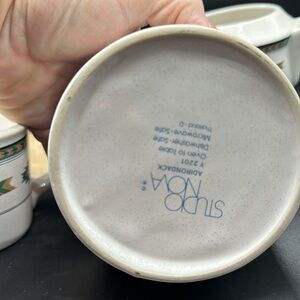 STUDIO
NOVA
ADIRONDACK
Y 2201
Oven to Table
Dishwasher-Safe
Microwave-Safe
Thailand-D